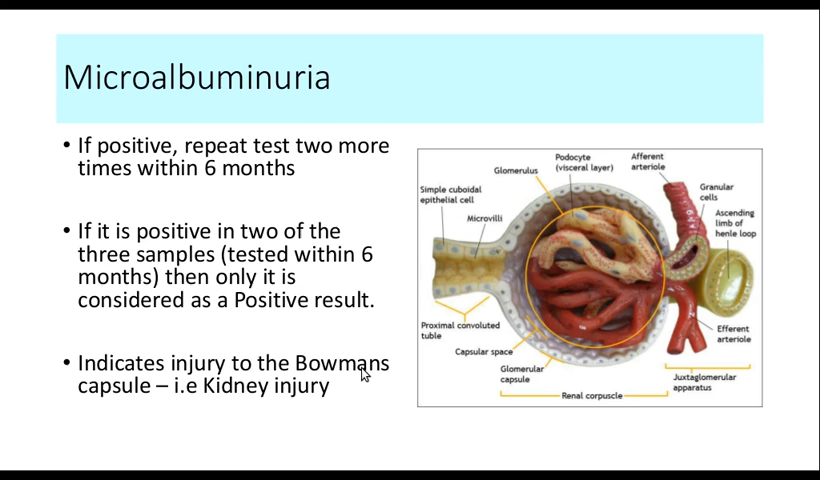 Microalbuminuria
• If positive, repeat test two more
times within 6 months
• If it is positive in two of the
three samples (tested within 6
months) then only it is
considered as a Positive result.
• Indicates injury to the Bowmans
capsule – i.e Kidney injury
Podocyte
(visceral layer)
Afferent
arteriole
Glomerulus
Granular
cells
Simple cuboidal
epithelial cell
Microvilli
Ascending
limb of
henle loop
Proximal convoluted
tuble
Efferent
arteriole
Capsular space
Glomerular
capsule
Juxtaglomerular
apparatus
Renal corpuscle